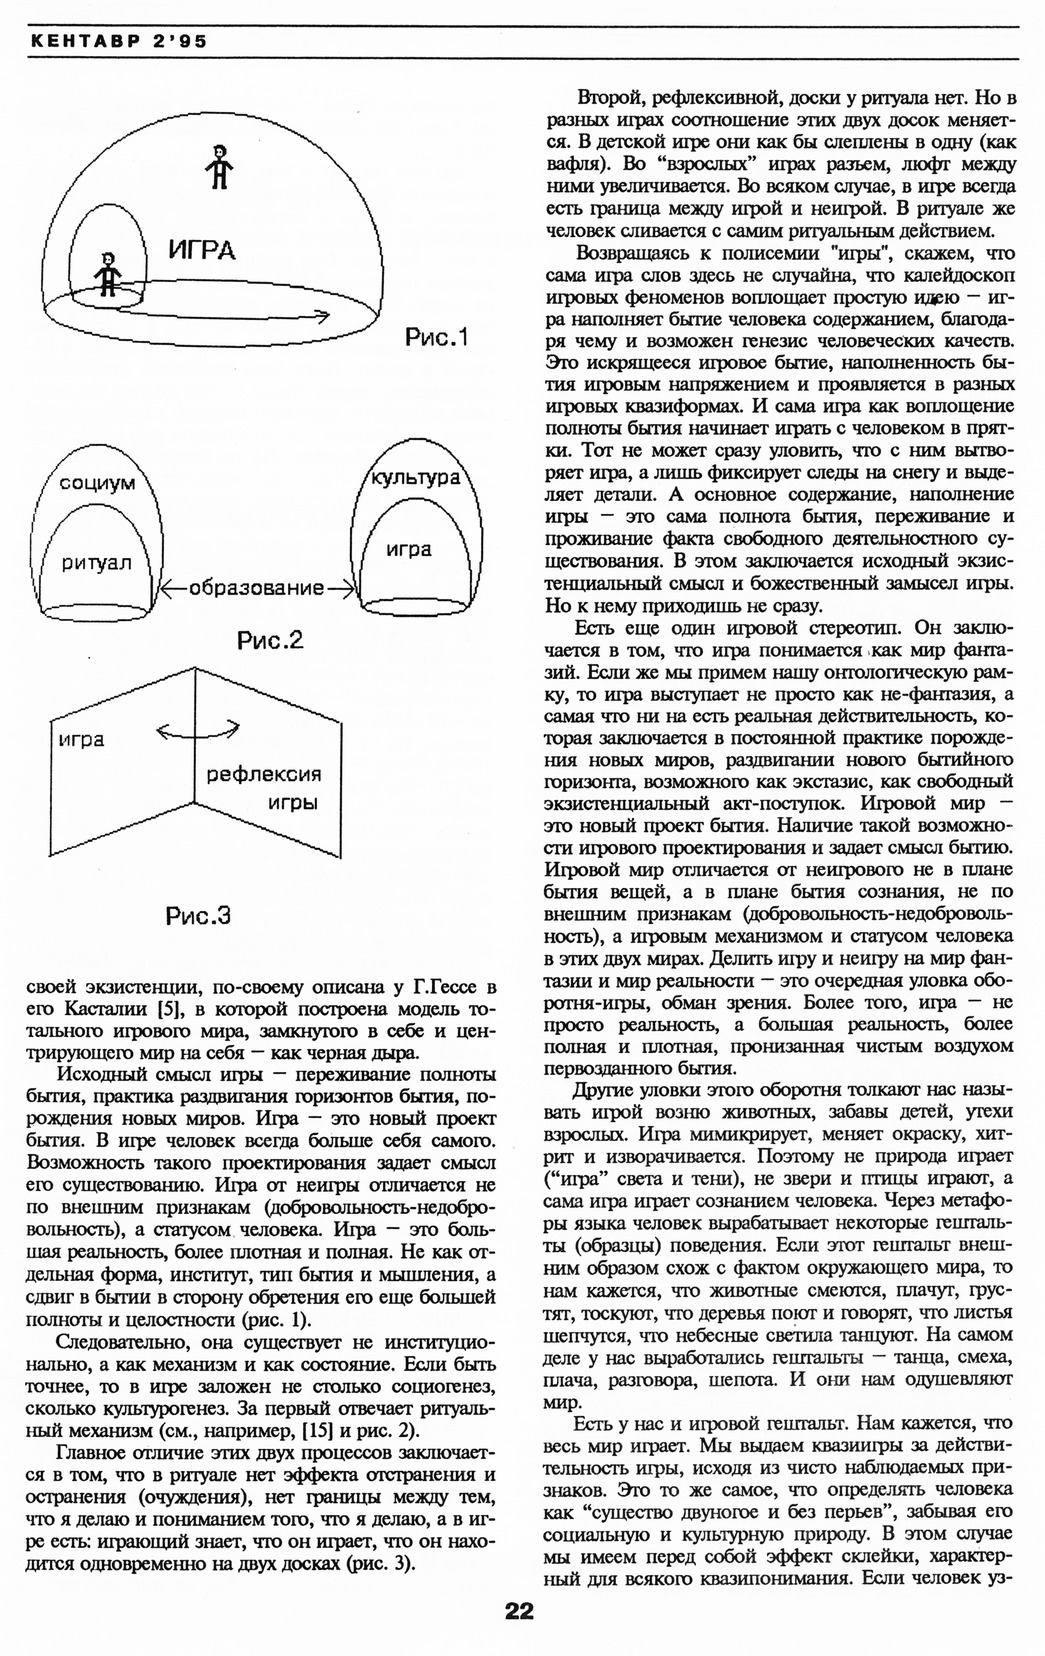 КЕНТАВР 2'95
ИГРА
Рис.1
социум
ритуал
культура
игра
образование
Рис.2
игра
рефлексия
игры
Рис.3
своей экзистенции, по-своему описана у Г.Гессе в
его Касталии [5], в которой построена модель то-
тального игрового мира, замкнутого в себе и цен-
трирующего мир на себя — как черная дыра.
Исходный смысл игры — переживание полноты
бытия, практика раздвигания горизонтов бытия, по-
рождения новых миров. Игра — это новый проект
бытия. В игре человек всегда больше себя самого.
Возможность такого проектирования задает смысл
его существованию. Игра от неигры отличается не
по внешним признакам (добровольность-недобро-
вольность), а статусом человека. Игра — это боль-
шая реальность, более плотная и полная. Не как от-
дельная форма, институт, тип бытия и мышления, а
сдвиг в бытии в сторону обретения его еще большей
полноты и целостности (рис. 1).
Следовательно, она существует не институцио-
нально, а как механизм и как состояние. Если быть
точнее, то в игре заложен не столько социогенез,
сколько культурогенез. За первый отвечает ритуаль-
ный механизм (см., например, [15] и рис. 2).
Главное отличие этих двух процессов заключает-
ся в том, что в ритуале нет эффекта отстранения и
остранения (очуждения), нет границы между тем,
что я делаю и пониманием того, что я делаю, а в иг-
ре есть: играющий знает, что он играет, что он нахо-
дится одновременно на двух досках (рис. 3).
Второй, рефлексивной, доски у ритуала нет. Но в
разных играх соотношение этих двух досок меняет-
ся. В детской игре они как бы слеплены в одну (как
вафля). Во “взрослых” играх разъем, люфт между
ними увеличивается. Во всяком случае, в игре всегда
есть граница между игрой и неигрой. В ритуале же
человек сливается с самим ритуальным действием.
Возвращаясь к полисемии "игры", скажем, что
сама игра слов здесь не случайна, что калейдоскоп
игровых феноменов воплощает простую идею — иг-
ра наполняет бытие человека содержанием, благода-
ря чему и возможен генезис человеческих качеств.
Это искрящееся игровое бытие, наполненность бы-
тия игровым напряжением и проявляется в разных
игровых квазиформах. И сама игра как воплощение
полноты бытия начинает играть с человеком в прят-
ки. Тот не может сразу уловить, что с ним вытво-
ряет игра, а лишь фиксирует следы на снегу и выде-
ляет детали. А основное содержание, наполнение
игры — это сама полнота бытия, переживание и
проживание факта свободного деятельностного су-
ществования. В этом заключается исходный экзис-
тенциальный смысл и божественный замысел игры.
Но к нему приходишь не сразу.
Есть еще один игровой стереотип. Он заклю-
чается в том, что игра понимается как мир фанта-
зий. Если же мы примем нашу онтологическую рам-
ку, то игра выступает не просто как не-фантазия, а
самая что ни на есть реальная действительность, ко-
торая заключается в постоянной практике порожде-
ния новых миров, раздвигании нового бытийного
горизонта, возможного как экстазис, как свободный
экзистенциальный акт-поступок. Игровой мир —
это новый проект бытия. Наличие такой возможно-
сти игрового проектирования и задает смысл бытию.
Игровой мир отличается от неигрового не в плане
бытия вещей, а в плане бытия сознания, не по
внешним признакам (добровольность-недоброволь-
ность), а игровым механизмом и статусом человека
в этих двух мирах. Делить игру и неигру на мир фан-
тазии и мир реальности — это очередная уловка обо-
ротня-игры, обман зрения. Более того, игра — не
просто реальность, а большая реальность, более
полная и плотная, пронизанная чистым воздухом
первозданного бытия.
Другие уловки этого оборотня толкают нас назы-
вать игрой возню животных, забавы детей, утехи
взрослых. Игра мимикрирует, меняет окраску, хит-
рит и изворачивается. Поэтому не природа играет
(“игра” света и тени), не звери и птицы играют, а
сама игра играет сознанием человека. Через метафо-
ры языка человек вырабатывает некоторые гешталь-
ты (образцы) поведения. Если этот гештальт внеш-
ним образом схож с фактом окружающего мира, то
нам кажется, что животные смеются, плачут, грус-
тят, тоскуют, что деревья поют и говорят, что листья
шепчутся, что небесные светила танцуют. На самом
деле у нас выработались гештальты — танца, смеха,
плача, разговора, шепота. И они нам одушевляют
мир.
Есть у нас и игровой гештальт. Нам кажется, что
весь мир играет. Мы выдаем квазиигры за действи-
тельность игры, исходя из чисто наблюдаемых при-
знаков. Это то же самое, что определять человека
как “существо двуногое и без перьев”, забывая его
социальную и культурную природу. В этом случае
мы имеем перед собой эффект склейки, характер-
ный для всякого квазипонимания. Если человек уз-
22